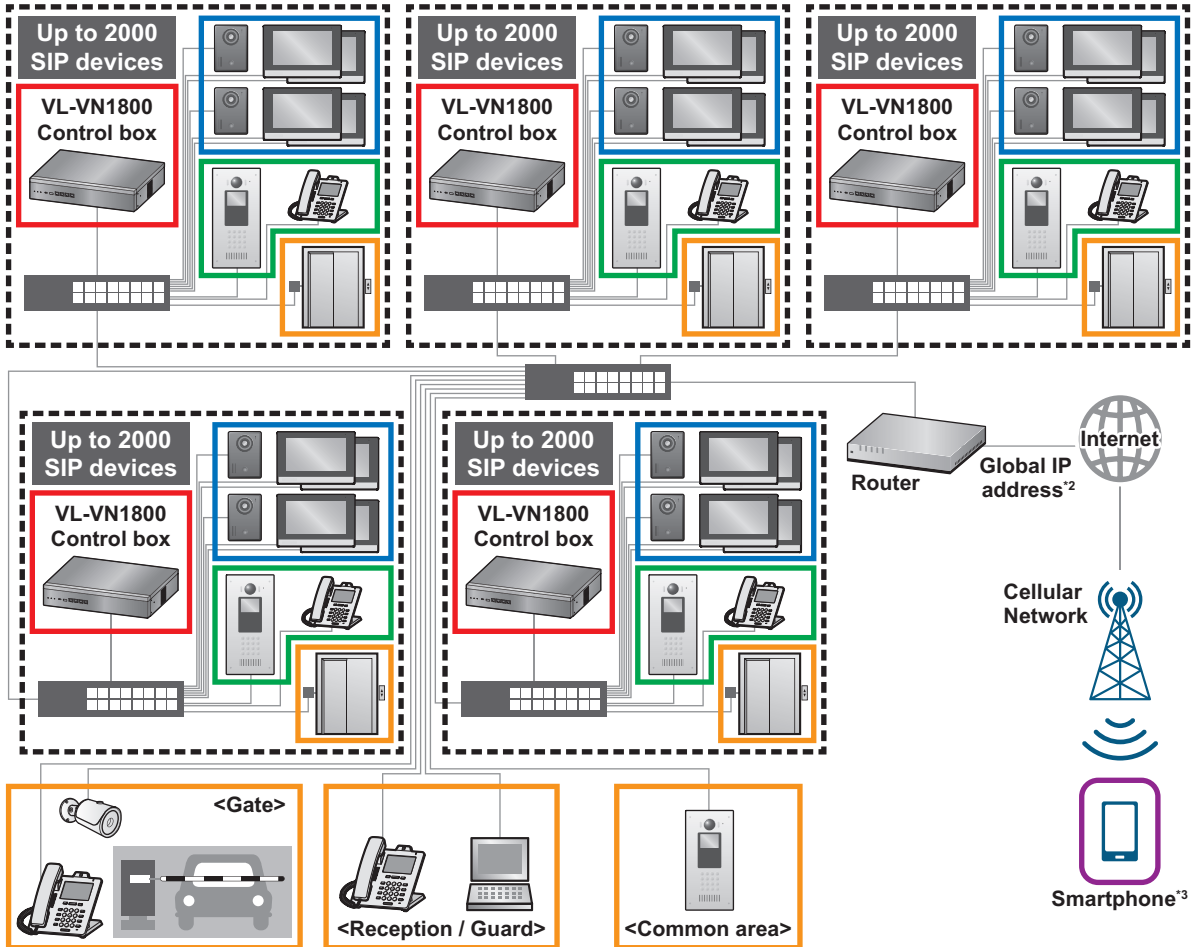 Up to 2000
SIP devices
VL-VN1800
Control box
Up to 2000
SIP devices
VL-VN1800
Control box
Up to 2000
SIP devices
VL-VN1800
Control box
Up to 2000
SIP devices
VL-VN1800
Control box
Up to 2000
SIP devices
VL-VN1800
Control box
Router
Global IP
address*2
Internet
Cellular
Network
Smartphone*3
<Gate>
<Reception / Guard>
<Common area>